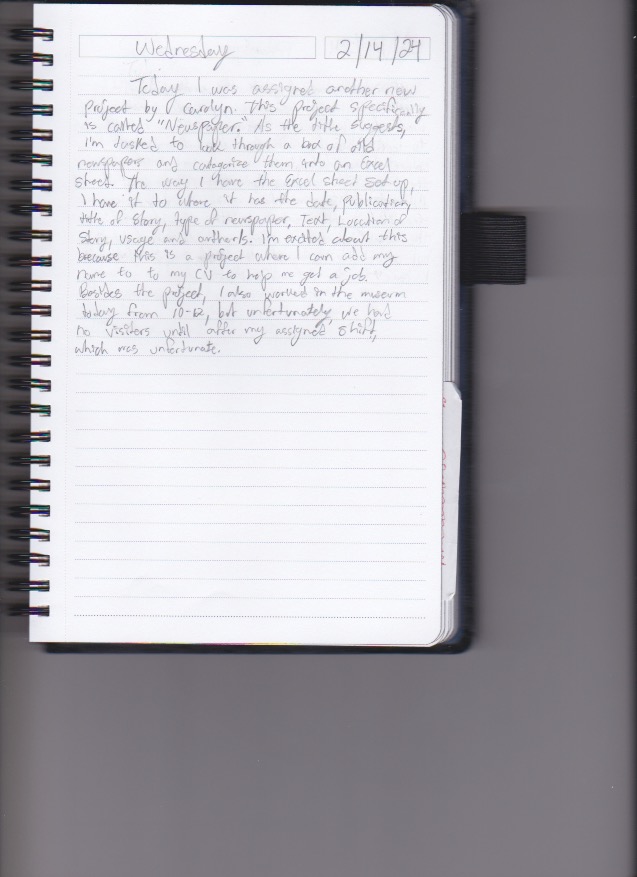 Wednesday 2/14/24
Today I was assigned another new
project by Carolyn. This project specifically
is called "Newspaper." As the title suggests,
i'm tasked to look through a box of old
newspapers and catagorize them into an Excel
sheet. The way I have the Excel sheet set up,
I have it to where it has the date, publication,
title of story, type of newspaper, Text, Location of
Story, usage and authors. I'm excited about this
because this is a project where I can add my
name to to my CV to help me get a job.
Besides the project, I also worked in the museum
today from 10-12, but unfortunately, we had
no visitors until after my assigned shift,
which was unfortunate.